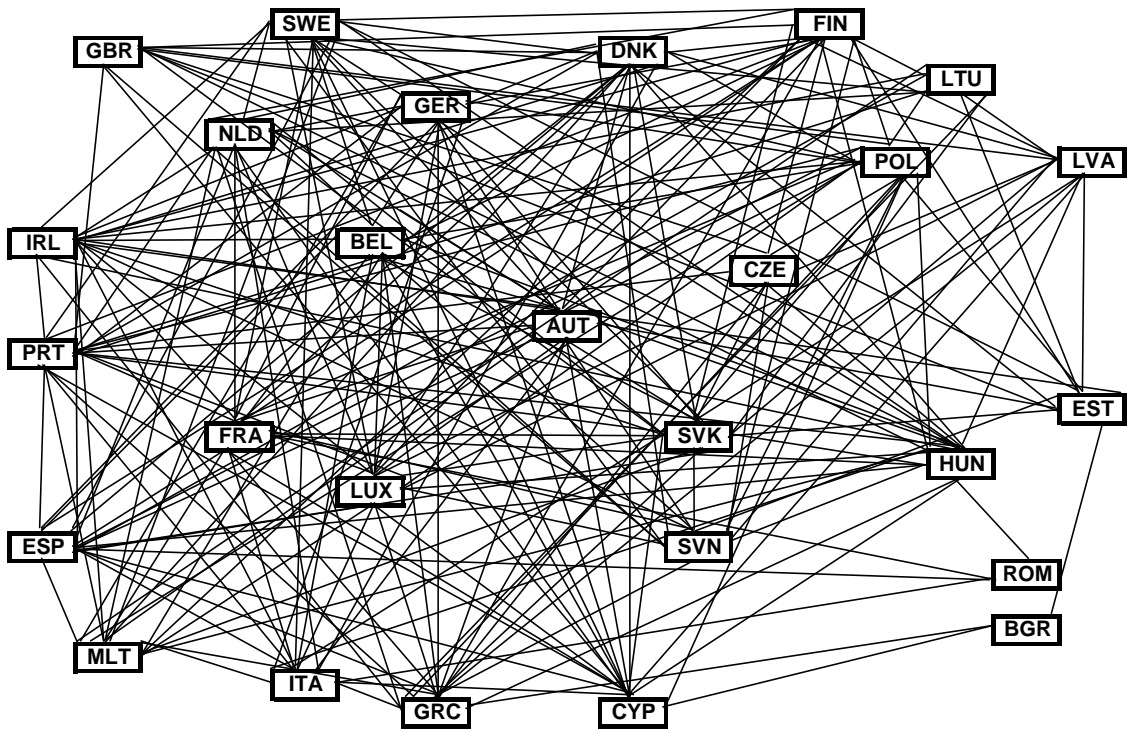 SWE
FIN
GBR
DNK
LTU
GER
NLD
POL
LVA
IRL
BEL
CZE
AUT
PRT
EST
FRA
SVK
HUN
LUX
ESP
SVN
ROM
BGR
MLT
ITA
GRC
CYP